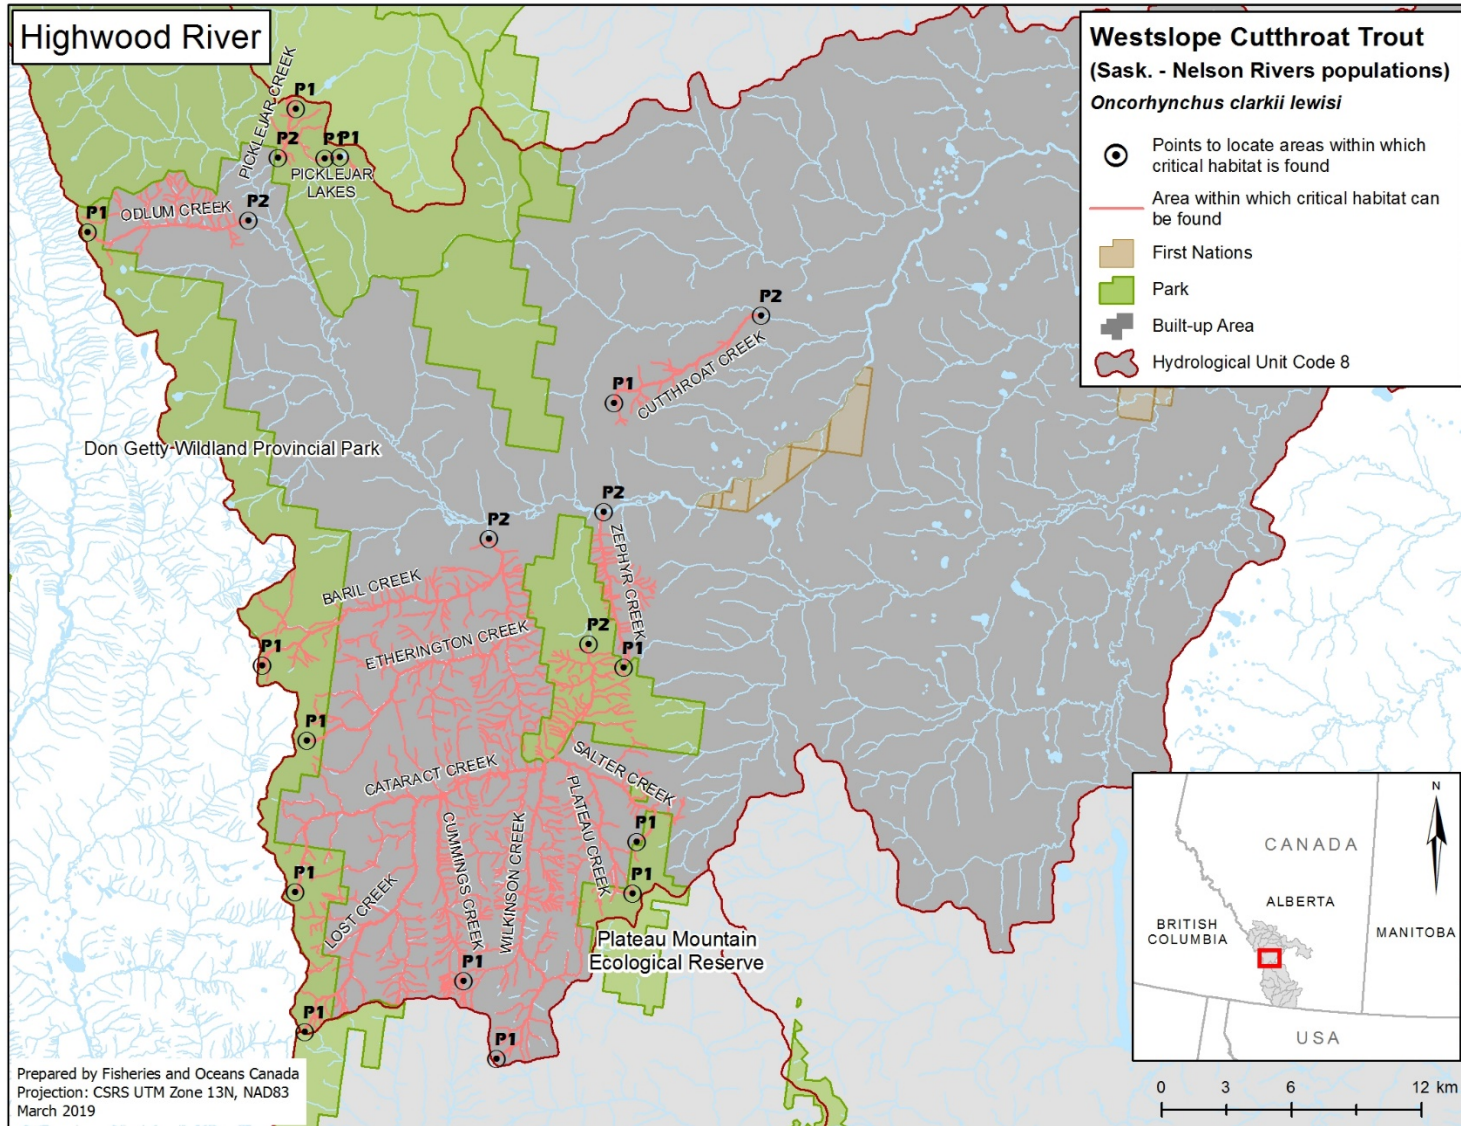 Highwood River
Westslope Cutthroat Trout
(Sask. - Nelson Rivers populations)
Oncorhynchus clarkii lewisi
Points to locate areas within which
critical habitat is found
Area within which critical habitat can
be found
First Nations
Park
Built-up Area
Hydrological Unit Code 8
PICKLEJAR CREEK
P1
P2
P1
P1
PICKLEJAR
LAKES
P1
ODLUM CREEK
P2
P2
P1
CUTTHROAT CREEK
Don Getty Wildland Provincial Park
P2
P2
ZEPHYR CREEK
BARIL CREEK
P1
ETHERINGTON CREEK
P2
P1
P1
CATARACT CREEK
SALTER CREEK
PLATEAU CREEK
CUMMINGS CREEK
WILKINSON CREEK
LOST CREEK
P1
P1
P1
Plateau Mountain
Ecological Reserve
P1
P1
P1
N
CANADA
ALBERTA
BRITISH
COLUMBIA
MANITOBA
USA
0 3 6 12 km
Prepared by Fisheries and Oceans Canada
Projection: CSRS UTM Zone 13N, NAD83
March 2019